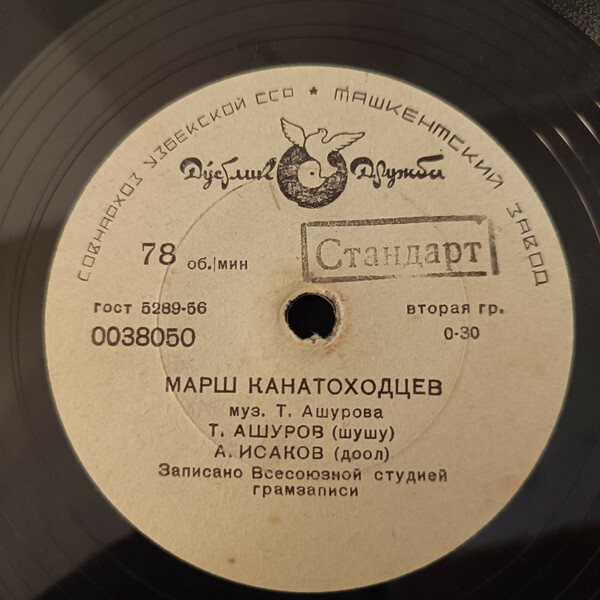 СОВНАРХОЗ УЗБЕКСКОЙ ССР ★ ТАШКЕНТСКИЙ ЗАВОД
Дусблик Дружба
78 об./мин
Стандарт
гост 5289-56
вторая гр.
0038050
0-30
МАРШ КАНАТОХОДЦЕВ
муз. Т. Ашурова
Т. АШУРОВ (шушу)
А. ИСАКОВ (доол)
Записано Всесоюзной студией
грамзаписи